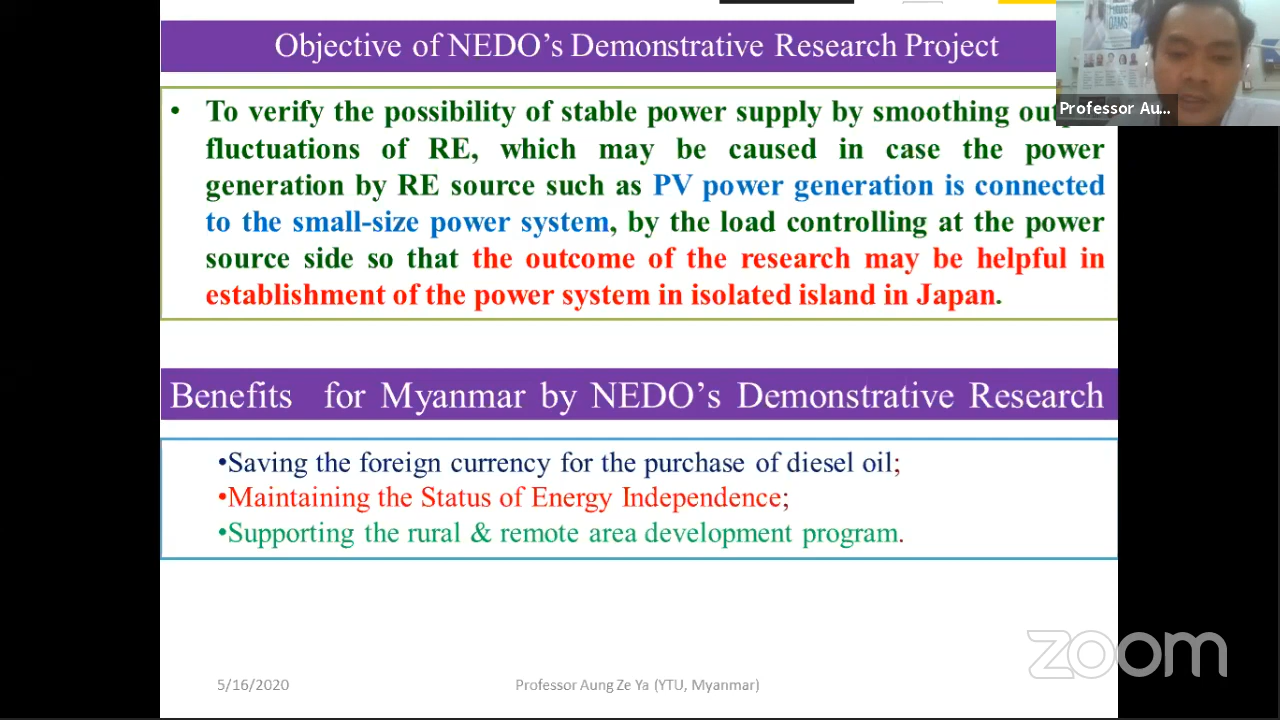 Objective of NEDO's Demonstrative Research Project
Professor Au...
• To verify the possibility of stable power supply by smoothing
fluctuations of RE, which may be caused in case the power
generation by RE source such as PV power generation is connected
to the small-size power system, by the load controlling at the power
source side so that the outcome of the research may be helpful in
establishment of the power system in isolated island in Japan.
Benefits for Myanmar by NEDO's Demonstrative Research
•Saving the foreign currency for the purchase of diesel oil;
•Maintaining the Status of Energy Independence;
•Supporting the rural & remote area development program.
zoom
5/16/2020
Professor Aung Ze Ya (YTU, Myanmar)